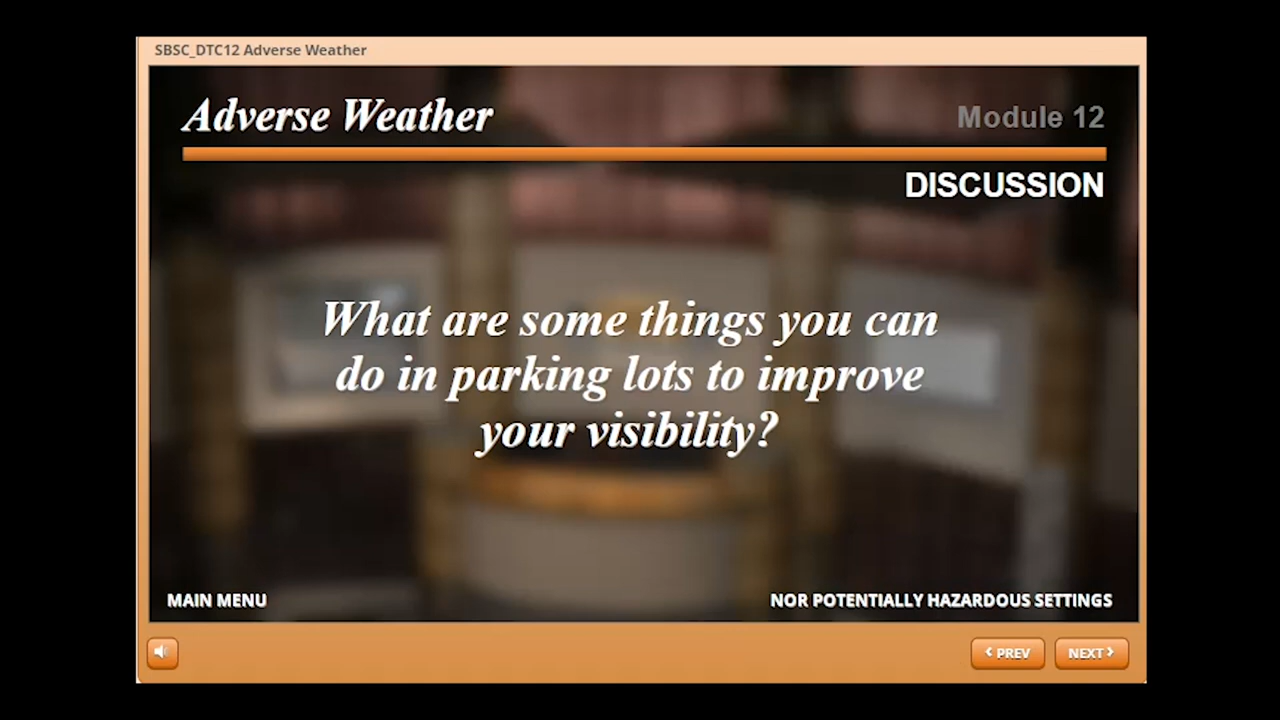 SBSC_DTC12 Adverse Weather
Adverse Weather
Module 12
DISCUSSION
What are some things you can
do in parking lots to improve
your visibility?
MAIN MENU
NOR POTENTIALLY HAZARDOUS SETTINGS
PREV
NEXT